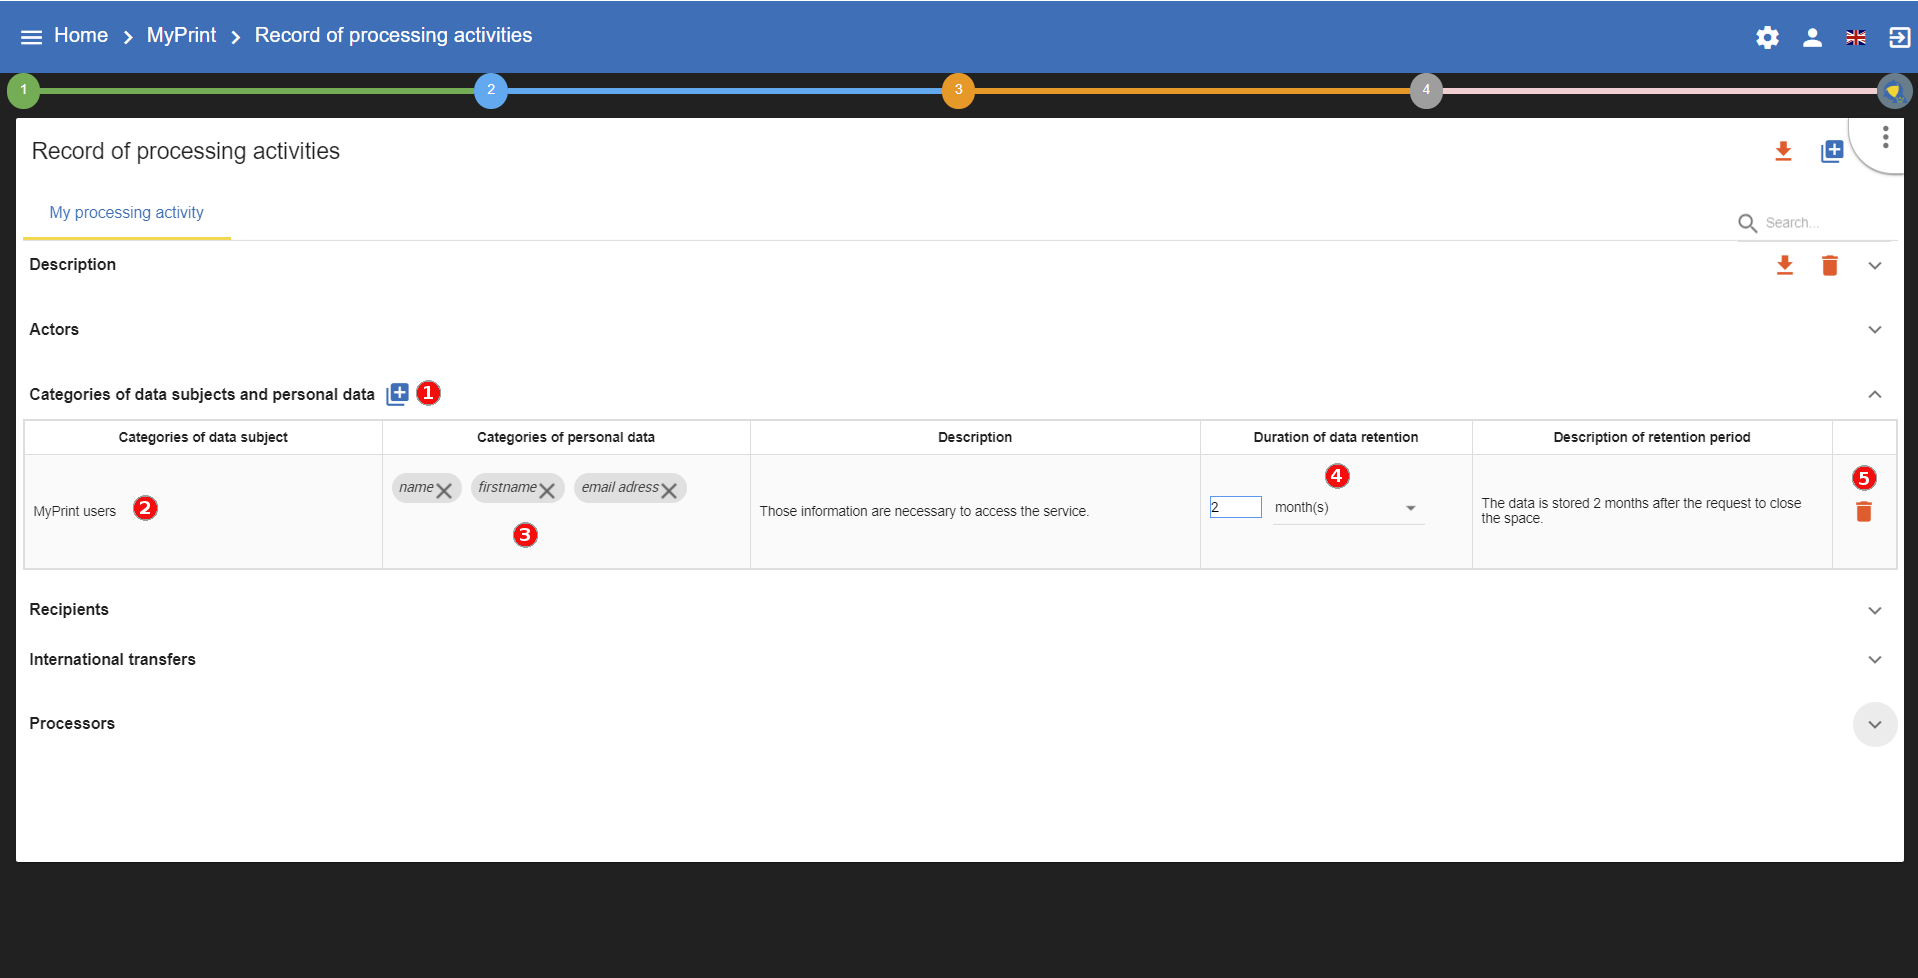 Home > MyPrint > Record of processing activities
1 2 3 4
Record of processing activities
My processing activity
Search...
Description
Actors
Categories of data subjects and personal data 1
Categories of data subject Categories of personal data Description Duration of data retention Description of retention period
MyPrint users 2
name firstname email adress
3
Those information are necessary to access the service.
4
2 month(s)
The data is stored 2 months after the request to close
the space.
5
Recipients
International transfers
Processors